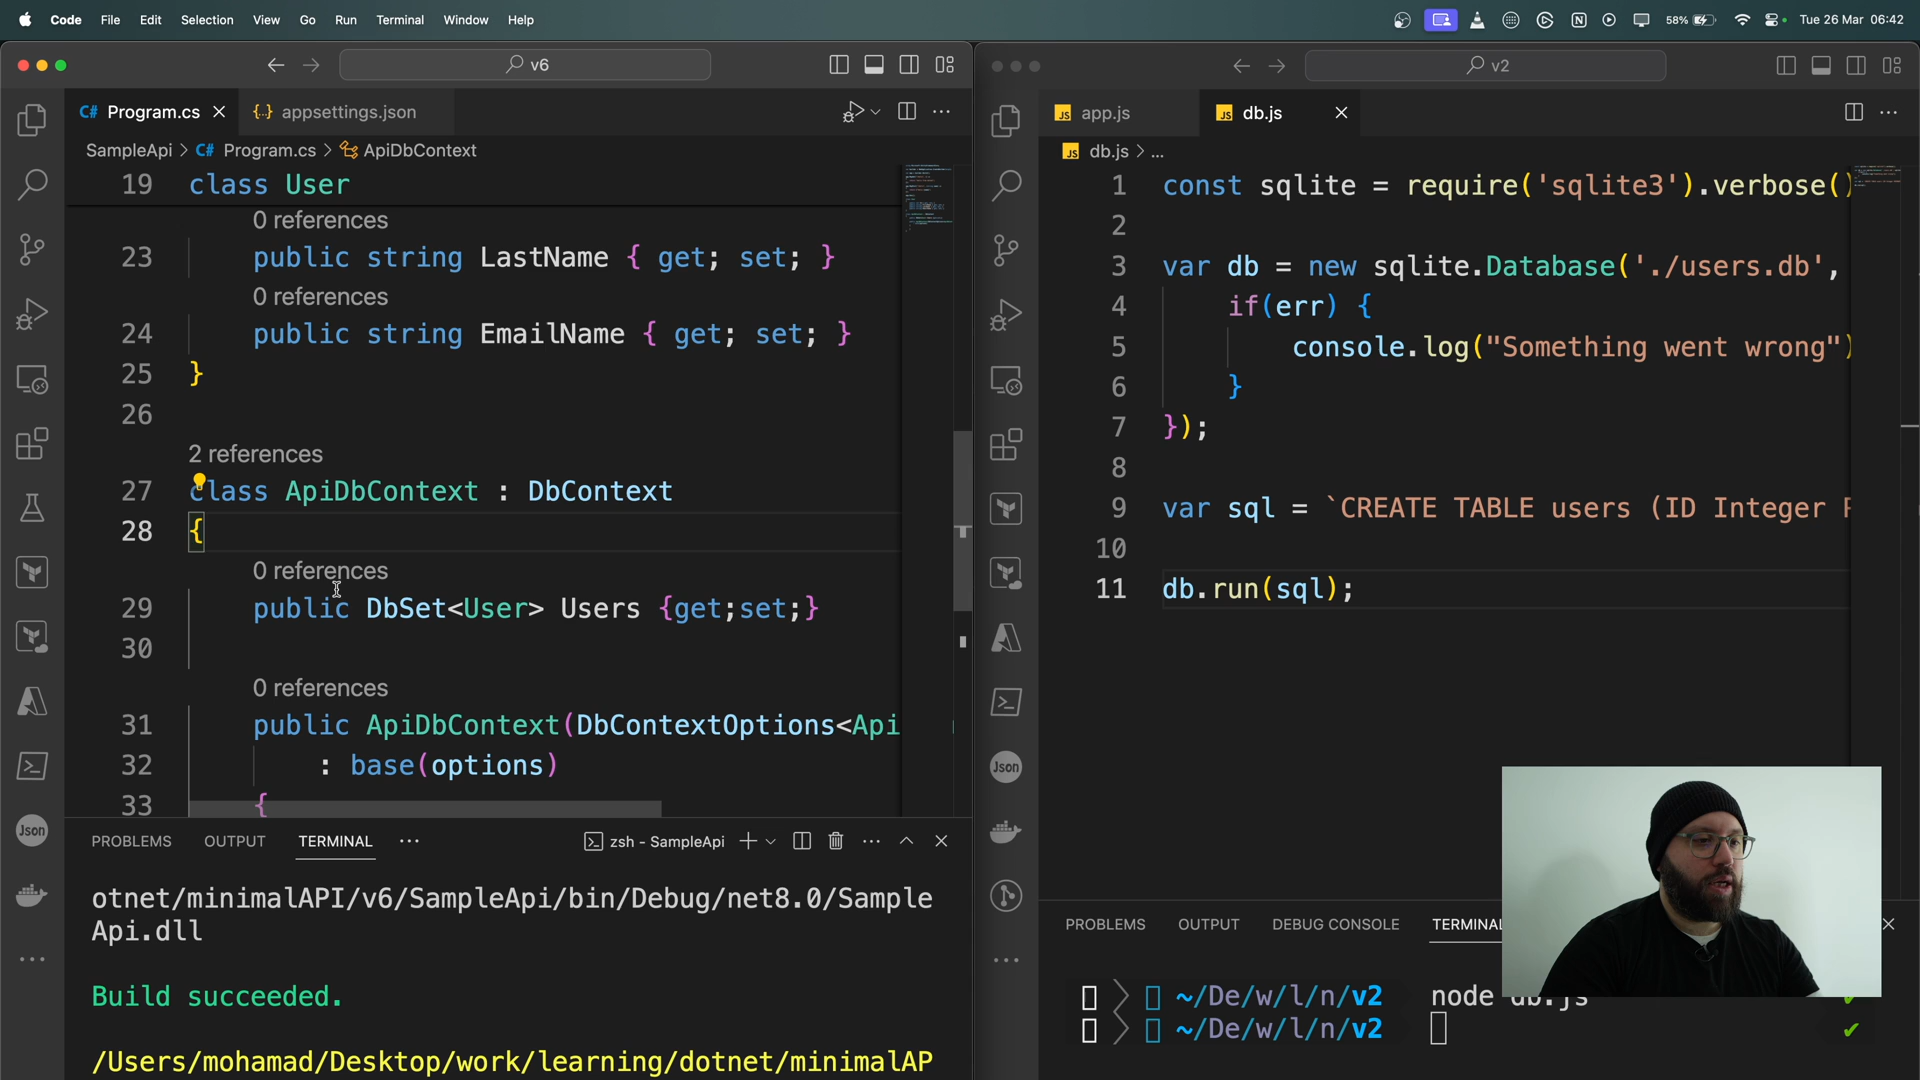 Code File Edit Selection View Go Run Terminal Window Help
58% Tue 26 Mar 06:42
v6
Program.cs
appsettings.json
SampleApi > Program.cs > ApiDbContext
19 class User
0 references
23 public string LastName { get; set; }
0 references
24 public string EmailName { get; set; }
25 }
26
2 references
27 class ApiDbContext : DbContext
28 {
0 references
29 public DbSet<User> Users {get;set;}
30
0 references
31 public ApiDbContext(DbContextOptions<Api
32 : base(options)
33 {
PROBLEMS OUTPUT TERMINAL ... zsh - SampleApi
otnet/minimalAPI/v6/SampleApi/bin/Debug/net8.0/Sample
Api.dll
Build succeeded.
/Users/mohamad/Desktop/work/learning/dotnet/minimalAP
Json
v2
JS app.js
JS db.js
JS db.js > ...
1 const sqlite = require('sqlite3').verbose()
2
3 var db = new sqlite.Database('./users.db',
4 if(err) {
5 console.log("Something went wrong")
6 }
7 });
8
9 var sql = `CREATE TABLE users (ID Integer
10
11 db.run(sql);
Json
PROBLEMS OUTPUT DEBUG CONSOLE TERMINAL
~/De/w/l/n/v2 node db.js
~/De/w/l/n/v2